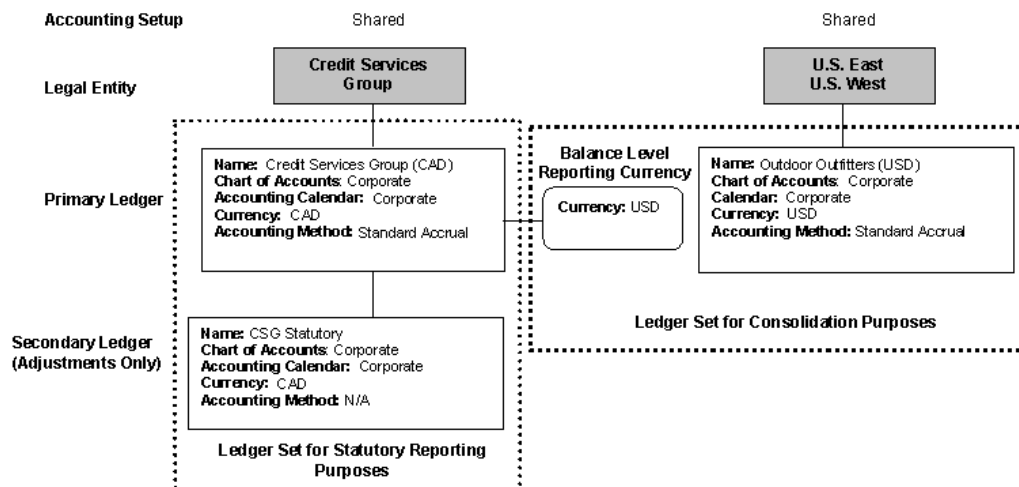 Accounting Setup
Shared
Shared
Legal Entity
Credit Services
Group
U.S. East
U.S. West
Primary Ledger
Name: Credit Services Group (CAD)
Chart of Accounts: Corporate
Accounting Calendar: Corporate
Currency: CAD
Accounting Method: Standard Accrual
Balance Level
Reporting Currency
Currency: USD
Name: Outdoor Outfitters (USD)
Chart of Accounts: Corporate
Calendar: Corporate
Currency: USD
Accounting Method: Standard Accrual
Ledger Set for Consolidation Purposes
Secondary Ledger
(Adjustments Only)
Name: CSG Statutory
Chart of Accounts: Corporate
Accounting Calendar: Corporate
Currency: CAD
Accounting Method: N/A
Ledger Set for Statutory Reporting
Purposes